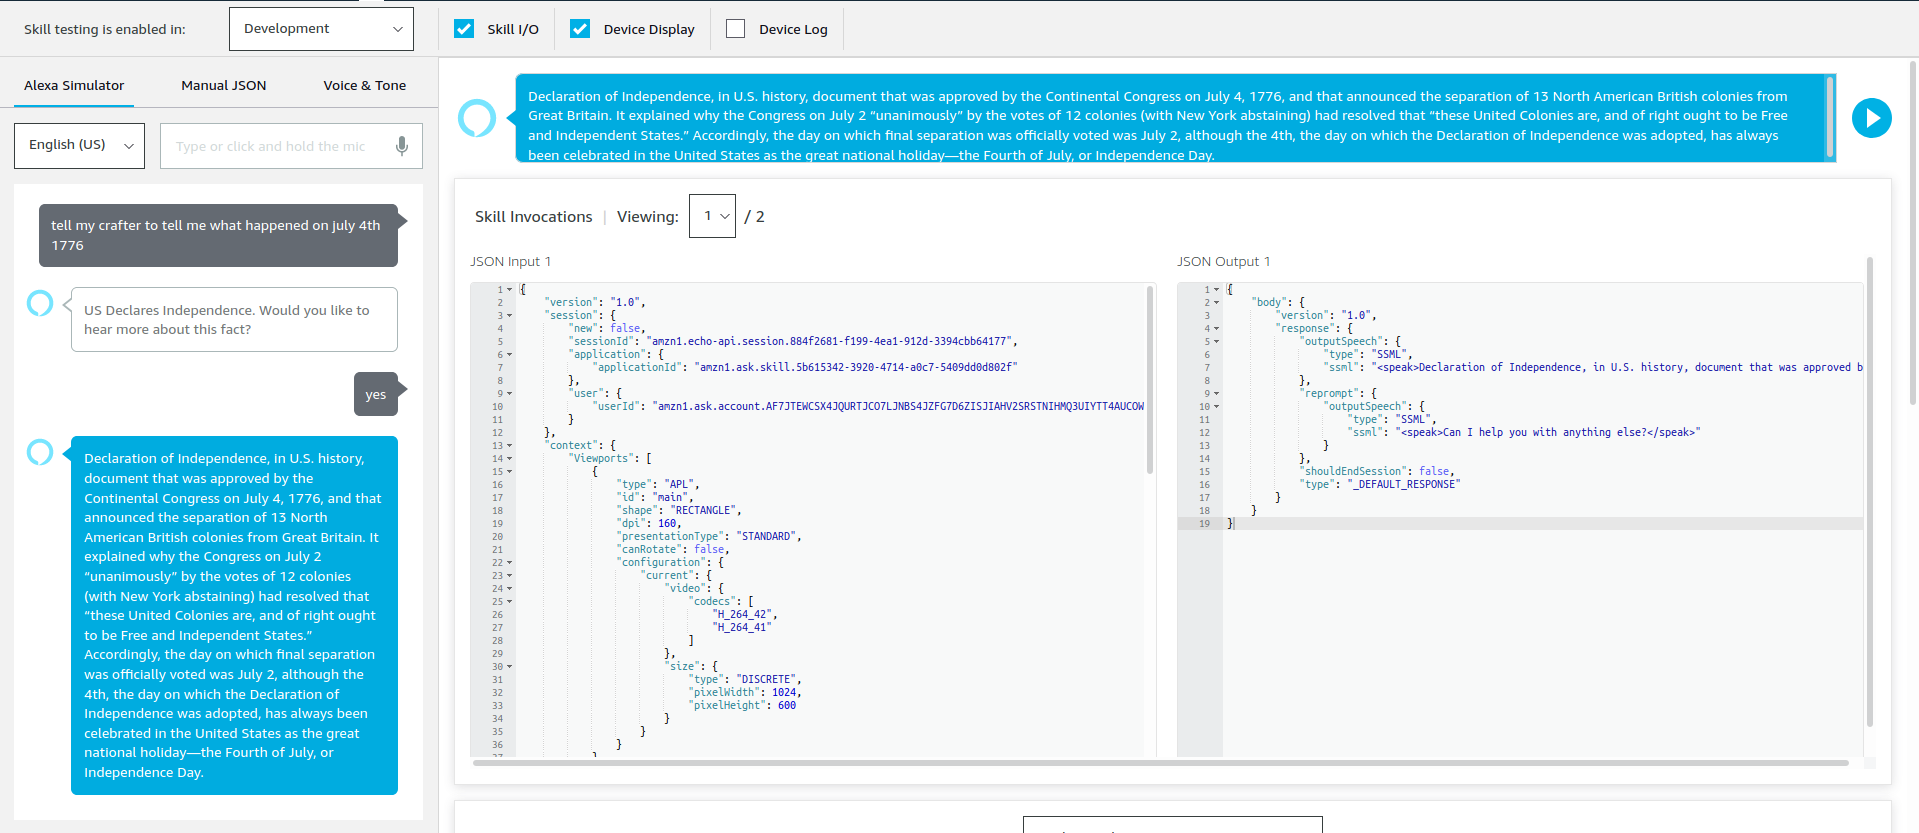 Skill testing is enabled in:
Development
Skill I/O
Device Display
Device Log
Alexa Simulator
Manual JSON
Voice & Tone
English (US)
Type or click and hold the mic
tell my crafter to tell me what happened on july 4th
1776
US Declares Independence. Would you like to
hear more about this fact?
yes
Declaration of Independence, in U.S. history,
document that was approved by the
Continental Congress on July 4, 1776, and that
announced the separation of 13 North
American British colonies from Great Britain. It
explained why the Congress on July 2
“unanimously” by the votes of 12 colonies
(with New York abstaining) had resolved that
“these United Colonies are, and of right ought
to be Free and Independent States.”
Accordingly, the day on which final separation
was officially voted was July 2, although the
4th, the day on which the Declaration of
Independence was adopted, has always been
celebrated in the United States as the great
national holiday—the Fourth of July, or
Independence Day.
Declaration of Independence, in U.S. history, document that was approved by the Continental Congress on July 4, 1776, and that announced the separation of 13 North American British colonies from
Great Britain. It explained why the Congress on July 2 “unanimously” by the votes of 12 colonies (with New York abstaining) had resolved that “these United Colonies are, and of right ought to be Free
and Independent States.” Accordingly, the day on which final separation was officially voted was July 2, although the 4th, the day on which the Declaration of Independence was adopted, has always
been celebrated in the United States as the great national holiday—the Fourth of July, or Independence Day.
Skill Invocations | Viewing: 1 / 2
JSON Input 1
1 {
2 "version": "1.0",
3 "session": {
4 "new": false,
5 "sessionId": "amzn1.echo-api.session.884f2681-f199-4ea1-912d-3394cbb64177",
6 "application": {
7 "applicationId": "amzn1.ask.skill.5b615342-3920-4714-a0c7-5409dd0d802f"
8 },
9 "user": {
10 "userId": "amzn1.ask.account.AF7JTEWCSX4JQURTJCO7LJNBS4JZFG7D6ZISJIAHV2SRSTNIHMQ3UIYTT4AUCOW
11 }
12 },
13 "context": {
14 "Viewports": [
15 {
16 "type": "APL",
17 "id": "main",
18 "shape": "RECTANGLE",
19 "dpi": 160,
20 "presentationType": "STANDARD",
21 "canRotate": false,
22 "configuration": {
23 "current": {
24 "video": {
25 "codecs": [
26 "H_264_42",
27 "H_264_41"
28 ]
29 },
30 "size": {
31 "type": "DISCRETE",
32 "pixelWidth": 1024,
33 "pixelHeight": 600
34 }
35 }
36 }
JSON Output 1
1 {
2 "body": {
3 "version": "1.0",
4 "response": {
5 "outputSpeech": {
6 "type": "SSML",
7 "ssml": "<speak>Declaration of Independence, in U.S. history, document that was approved b
8 },
9 "reprompt": {
10 "outputSpeech": {
11 "type": "SSML",
12 "ssml": "<speak>Can I help you with anything else?</speak>"
13 }
14 },
15 "shouldEndSession": false,
16 "type": "_DEFAULT_RESPONSE"
17 }
18 }
19 }